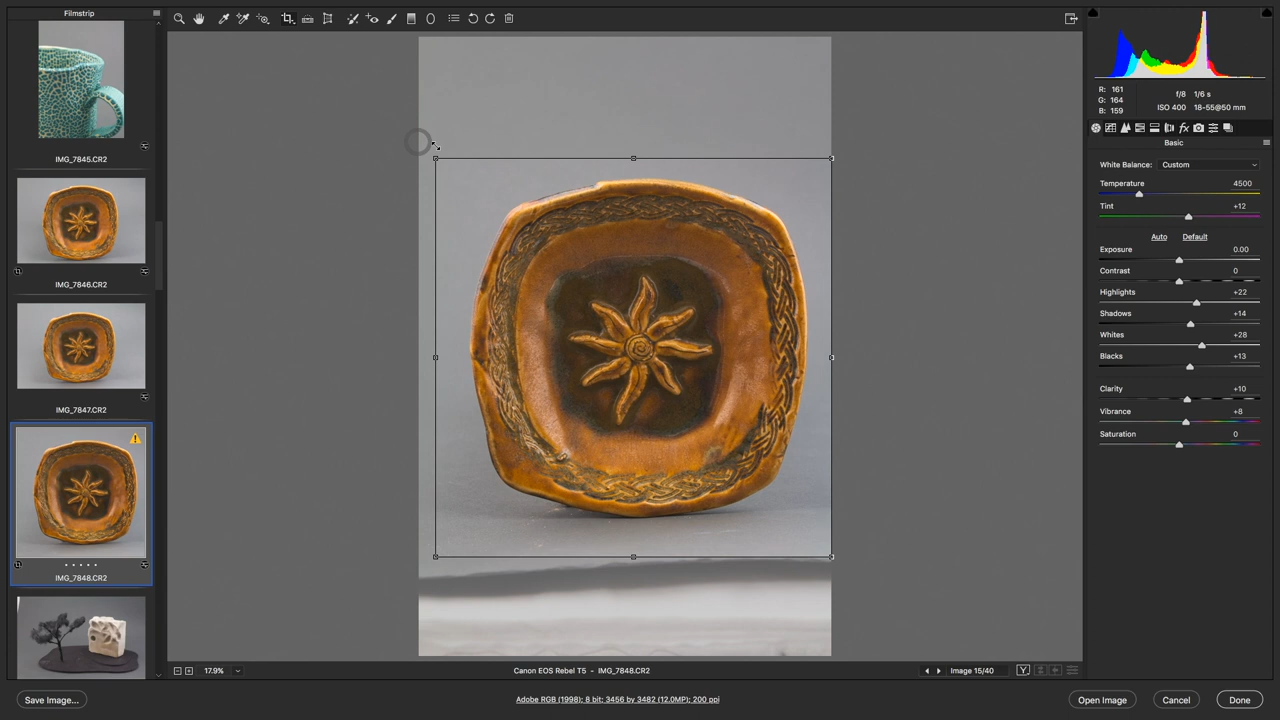 Filmstrip
IMG_7845.CR2
IMG_7846.CR2
IMG_7847.CR2
IMG_7848.CR2
R: 161
G: 164
B: 159
f/8 1/6 s
ISO 400 18-55@50 mm
Basic
White Balance: Custom
Temperature 4500
Tint +12
Auto Default
Exposure 0.00
Contrast 0
Highlights +22
Shadows +14
Whites +28
Blacks +13
Clarity +10
Vibrance +8
Saturation 0
17.9%
Canon EOS Rebel T5 - IMG_7848.CR2
Image 15/40
Y
Save Image...
Adobe RGB (1998); 8 bit; 3456 by 3482 (12.0MP); 200 ppi
Open Image
Cancel
Done